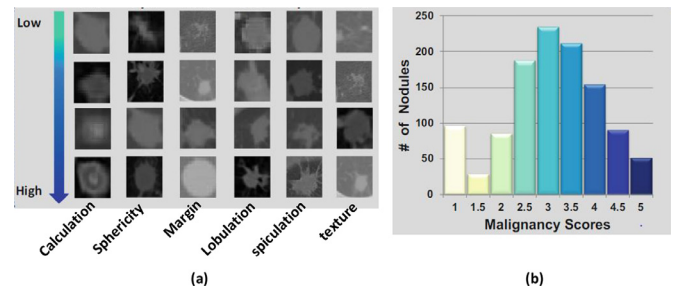 Low
High
Calculation
Sphericity
Margin
Lobulation
spiculation
texture
(a)
# of Nodules
250
200
150
100
50
0
1 1.5 2 2.5 3 3.5 4 4.5 5
Malignancy Scores
(b)